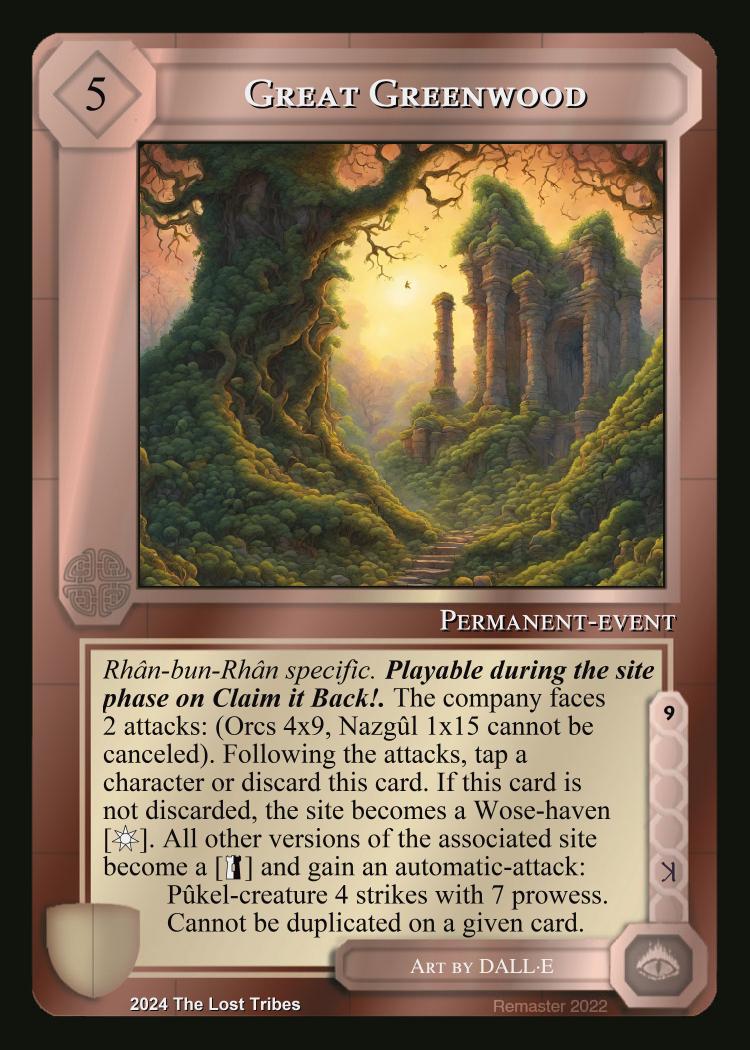 5
Great Greenwood
Permanent-event
Rhân-bun-Rhân specific. Playable during the site
phase on Claim it Back!. The company faces
2 attacks: (Orcs 4x9, Nazgûl 1x15 cannot be
canceled). Following the attacks, tap a
character or discard this card. If this card is
not discarded, the site becomes a Wose-haven
[]. All other versions of the associated site
become a [] and gain an automatic-attack:
Pûkel-creature 4 strikes with 7 prowess.
Cannot be duplicated on a given card.
9
Art by DALL·E
2024 The Lost Tribes
Remaster 2022